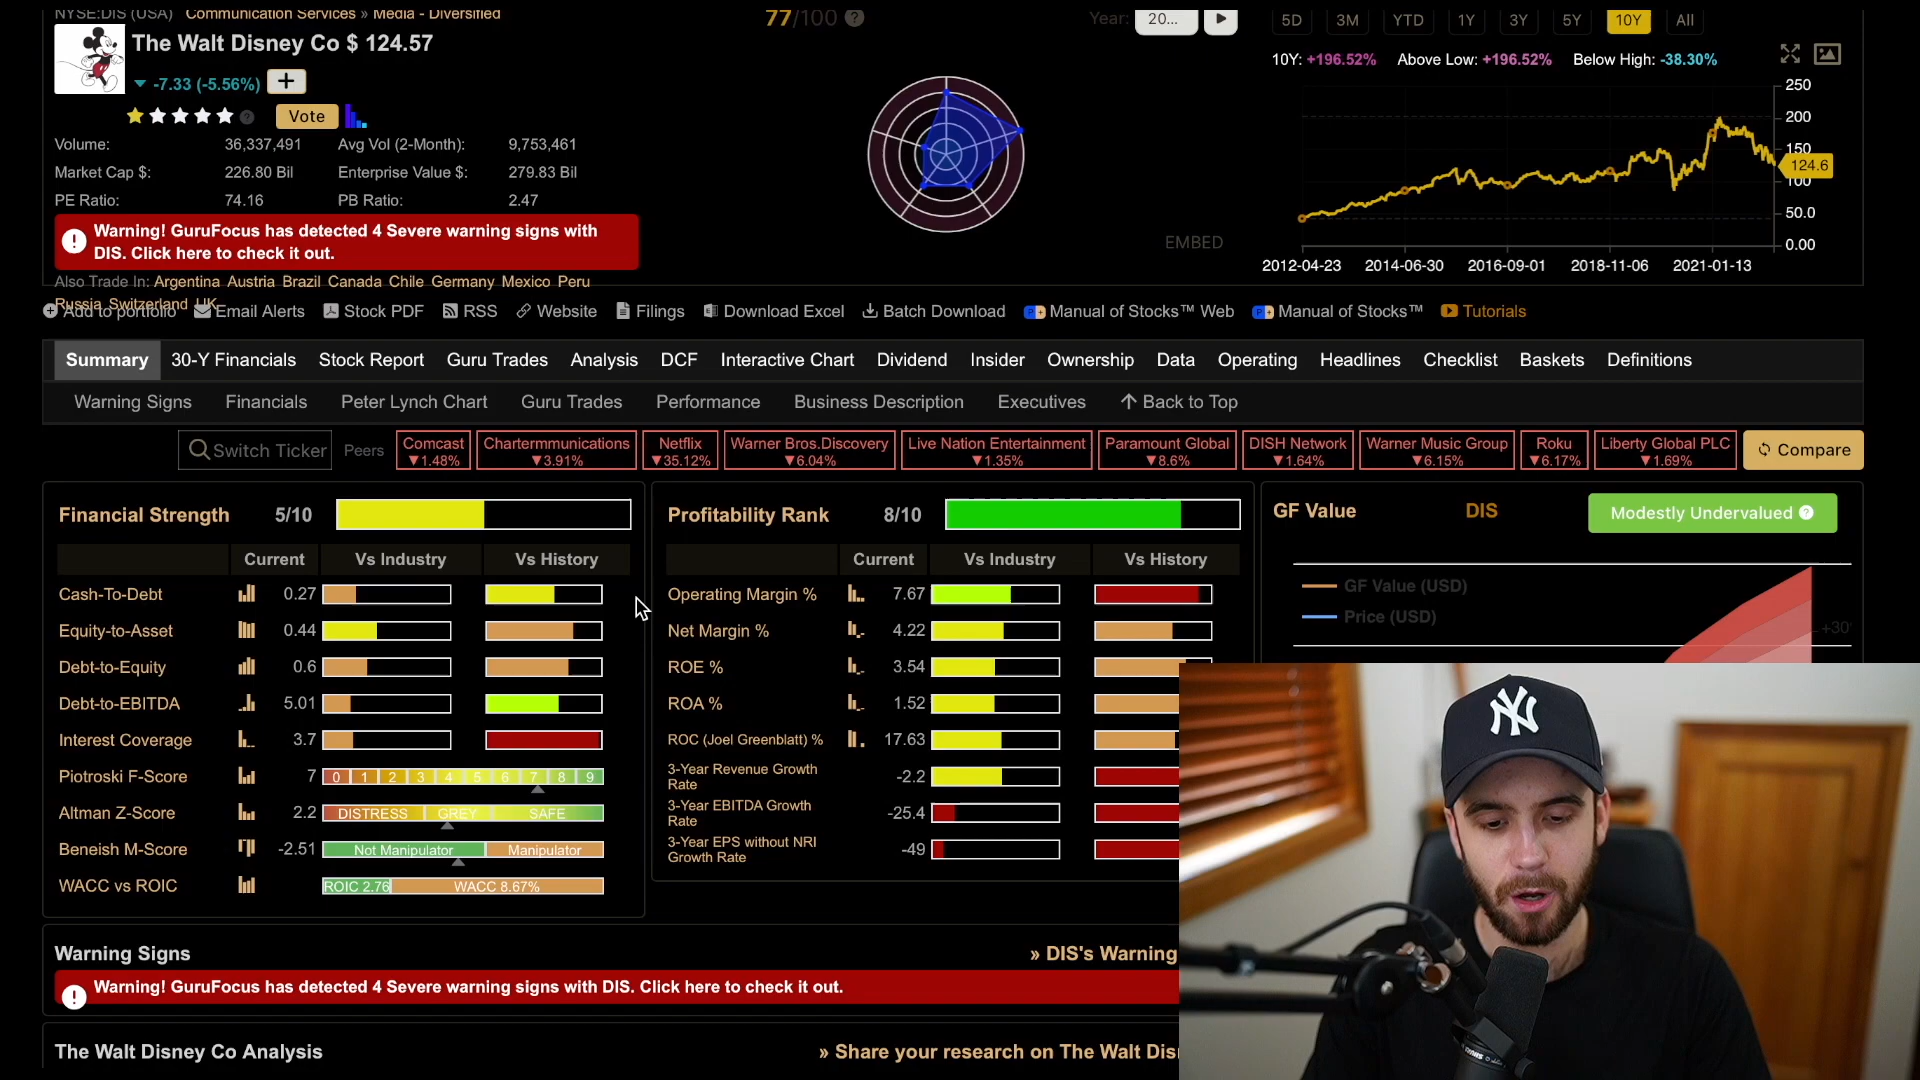 NYSE:DIS (USA) Communication Services » Media - Diversified
The Walt Disney Co $ 124.57
-7.33 (-5.56%) +
Vote
Volume: 36,337,491 Avg Vol (2-Month): 9,753,461
Market Cap $: 226.80 Bil Enterprise Value $: 279.83 Bil
PE Ratio: 74.16 PB Ratio: 2.47
Warning! GuruFocus has detected 4 Severe warning signs with
DIS. Click here to check it out.
Also Trade In: Argentina Austria Brazil Canada Chile Germany Mexico Peru
Russia Switzerland UK
77/100 ?
Year: 20...
EMBED
5D 3M YTD 1Y 3Y 5Y 10Y All
10Y: +196.52% Above Low: +196.52% Below High: -38.30%
250
200
150
124.6
100
50.0
0.00
2012-04-23 2014-06-30 2016-09-01 2018-11-06 2021-01-13
Add to portfolio Email Alerts Stock PDF RSS Website Filings Download Excel Batch Download Manual of Stocks™ Web Manual of Stocks™ Tutorials
Summary 30-Y Financials Stock Report Guru Trades Analysis DCF Interactive Chart Dividend Insider Ownership Data Operating Headlines Checklist Baskets Definitions
Warning Signs Financials Peter Lynch Chart Guru Trades Performance Business Description Executives Back to Top
Switch Ticker Peers
Comcast
▼1.48%
Chartermmunications
▼3.91%
Netflix
▼35.12%
Warner Bros.Discovery
▼6.04%
Live Nation Entertainment
▼1.35%
Paramount Global
▼8.6%
DISH Network
▼1.64%
Warner Music Group
▼6.15%
Roku
▼6.17%
Liberty Global PLC
▼1.69%
Compare
Financial Strength 5/10
Current Vs Industry Vs History
Cash-To-Debt 0.27
Equity-to-Asset 0.44
Debt-to-Equity 0.6
Debt-to-EBITDA 5.01
Interest Coverage 3.7
Piotroski F-Score 7 0 1 2 3 4 5 6 7 8 9
Altman Z-Score 2.2 DISTRESS GREY SAFE
Beneish M-Score -2.51 Not Manipulator Manipulator
WACC vs ROIC ROIC 2.76 WACC 8.67%
Profitability Rank 8/10
Current Vs Industry Vs History
Operating Margin % 7.67
Net Margin % 4.22
ROE % 3.54
ROA % 1.52
ROC (Joel Greenblatt) % 17.63
3-Year Revenue Growth
Rate -2.2
3-Year EBITDA Growth
Rate -25.4
3-Year EPS without NRI
Growth Rate -49
GF Value DIS Modestly Undervalued ?
GF Value (USD)
Price (USD)
+30
NY
Warning Signs » DIS's Warning
Warning! GuruFocus has detected 4 Severe warning signs with DIS. Click here to check it out.
The Walt Disney Co Analysis » Share your research on The Walt Dis